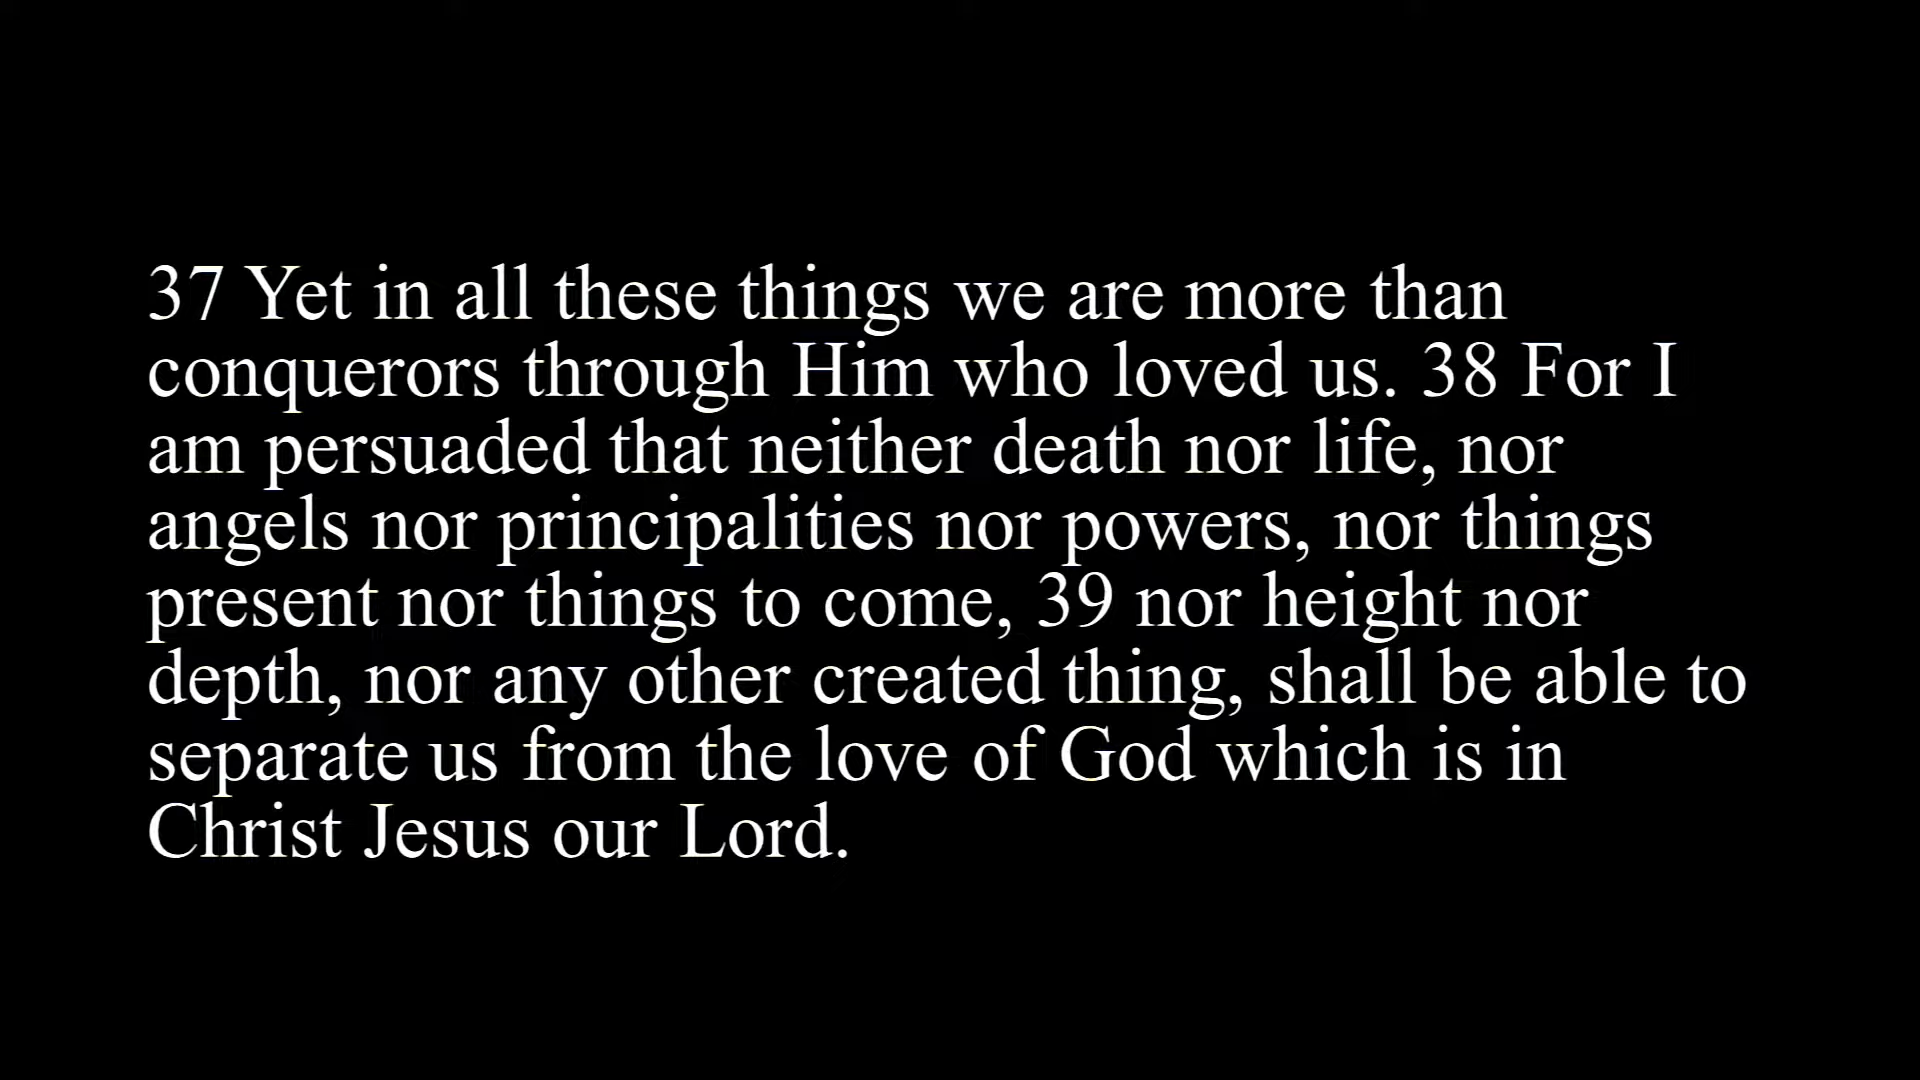 37 Yet in all these things we are more than
conquerors through Him who loved us. 38 For I
am persuaded that neither death nor life, nor
angels nor principalities nor powers, nor things
present nor things to come, 39 nor height nor
depth, nor any other created thing, shall be able to
separate us from the love of God which is in
Christ Jesus our Lord.